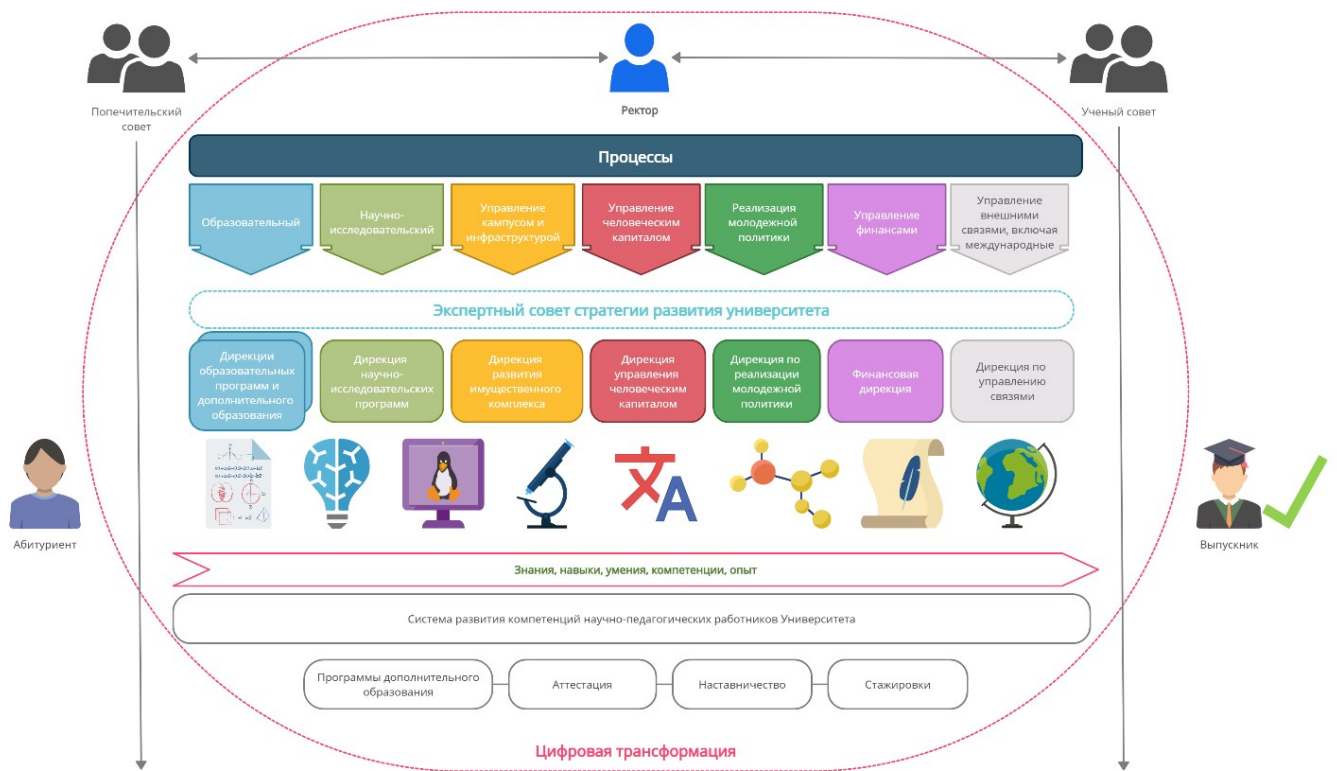 Попечительский
совет
Ректор
Ученый совет
Процессы
Образовательный
Научно-
исследовательский
Управление
кампусом и
инфраструктурой
Управление
человеческим
капиталом
Реализация
молодежной
политики
Управление
финансами
Управление
внешними
связями, включая
международные
Экспертный совет стратегии развития университета
Дирекции
образовательных
программ и
дополнительного
образования
Дирекция
научно-
исследовательских
программ
Дирекция
развития
имущественного
комплекса
Дирекция
управления
человеческим
капиталом
Дирекция по
реализации
молодежной
политики
Финансовая
дирекция
Дирекция по
управлению
связями
Абитуриент
文A
Выпускник
Знания, навыки, умения, компетенции, опыт
Система развития компетенций научно-педагогических работников Университета
Программы дополнительного
образования
Аттестация
Наставничество
Стажировки
Цифровая трансформация